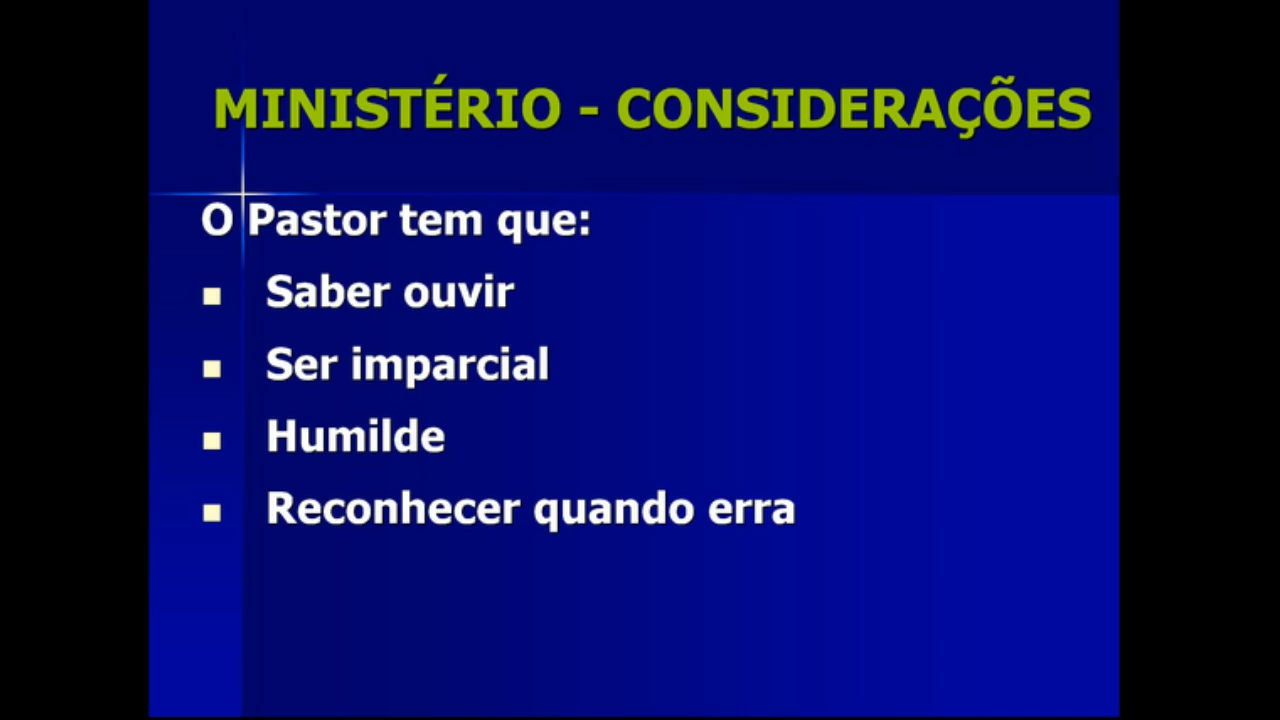 MINISTÉRIO - CONSIDERAÇÕES
O Pastor tem que:
Saber ouvir
Ser imparcial
Humilde
Reconhecer quando erra